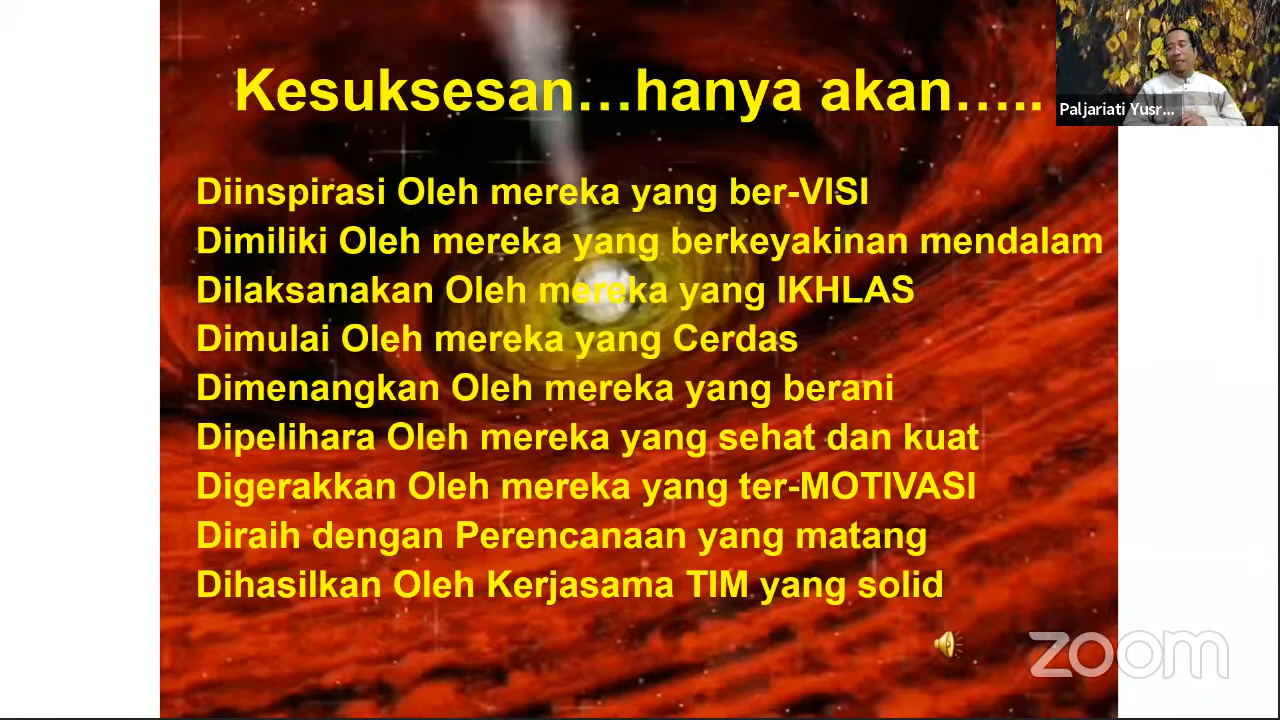 Kesuksesan…hanya akan…..
Paljariati Yusr...
Diinspirasi Oleh mereka yang ber-VISI
Dimiliki Oleh mereka yang berkeyakinan mendalam
Dilaksanakan Oleh mereka yang IKHLAS
Dimulai Oleh mereka yang Cerdas
Dimenangkan Oleh mereka yang berani
Dipelihara Oleh mereka yang sehat dan kuat
Digerakkan Oleh mereka yang ter-MOTIVASI
Diraih dengan Perencanaan yang matang
Dihasilkan Oleh Kerjasama TIM yang solid
zoom